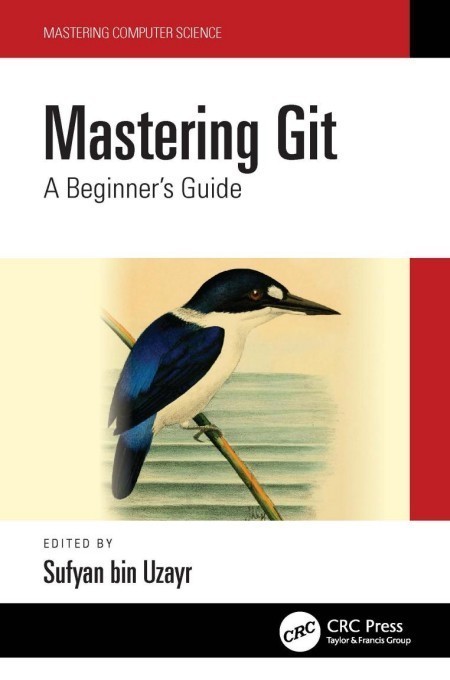 MASTERING COMPUTER SCIENCE
Mastering Git
A Beginner's Guide
EDITED BY
Sufyan bin Uzayr
CRC
CRC Press
Taylor & Francis Group